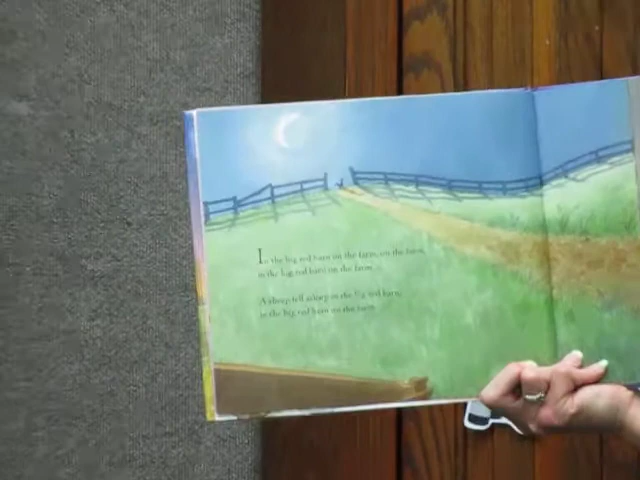 In the big red barn on the farm, on the farm,
in the big red barn on the farm...
A sheep fell asleep in the big red barn,
in the big red barn on the farm.